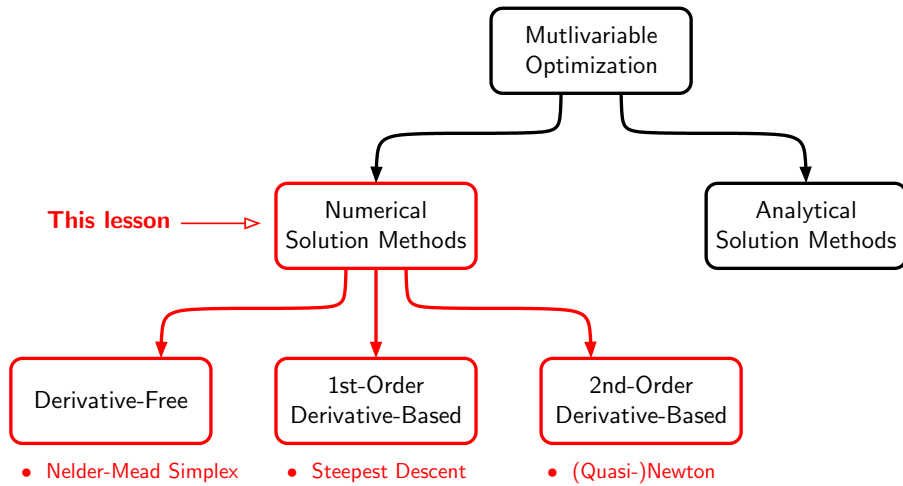 Mutlivariable
Optimization
This lesson
Numerical
Solution Methods
Analytical
Solution Methods
Derivative-Free
1st-Order
Derivative-Based
2nd-Order
Derivative-Based
• Nelder-Mead Simplex
• Steepest Descent
• (Quasi-)Newton